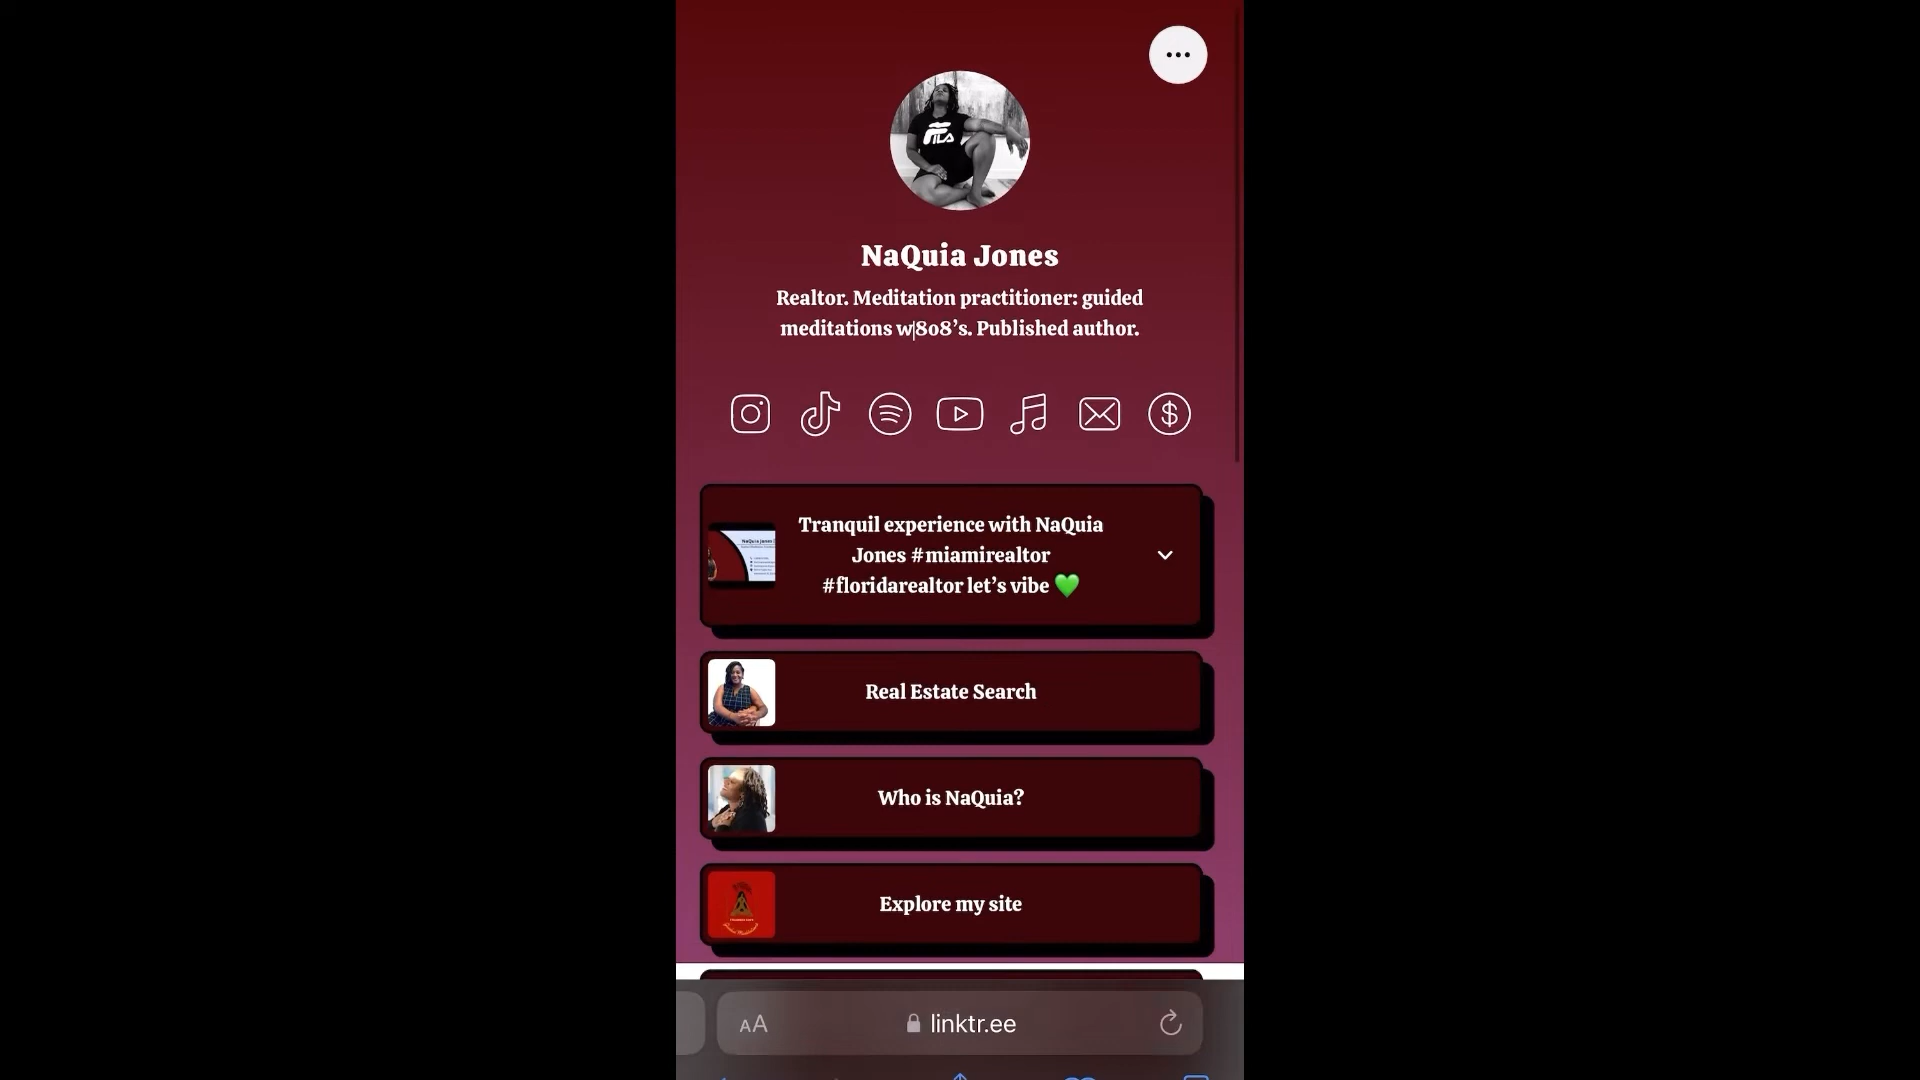 FILA
NaQuia Jones
Realtor. Meditation practitioner: guided
meditations w|808’s. Published author.
Tranquil experience with NaQuia
Jones #miamirealtor
#floridarealtor let’s vibe 💚
Real Estate Search
Who is NaQuia?
Explore my site
AA
linktr.ee